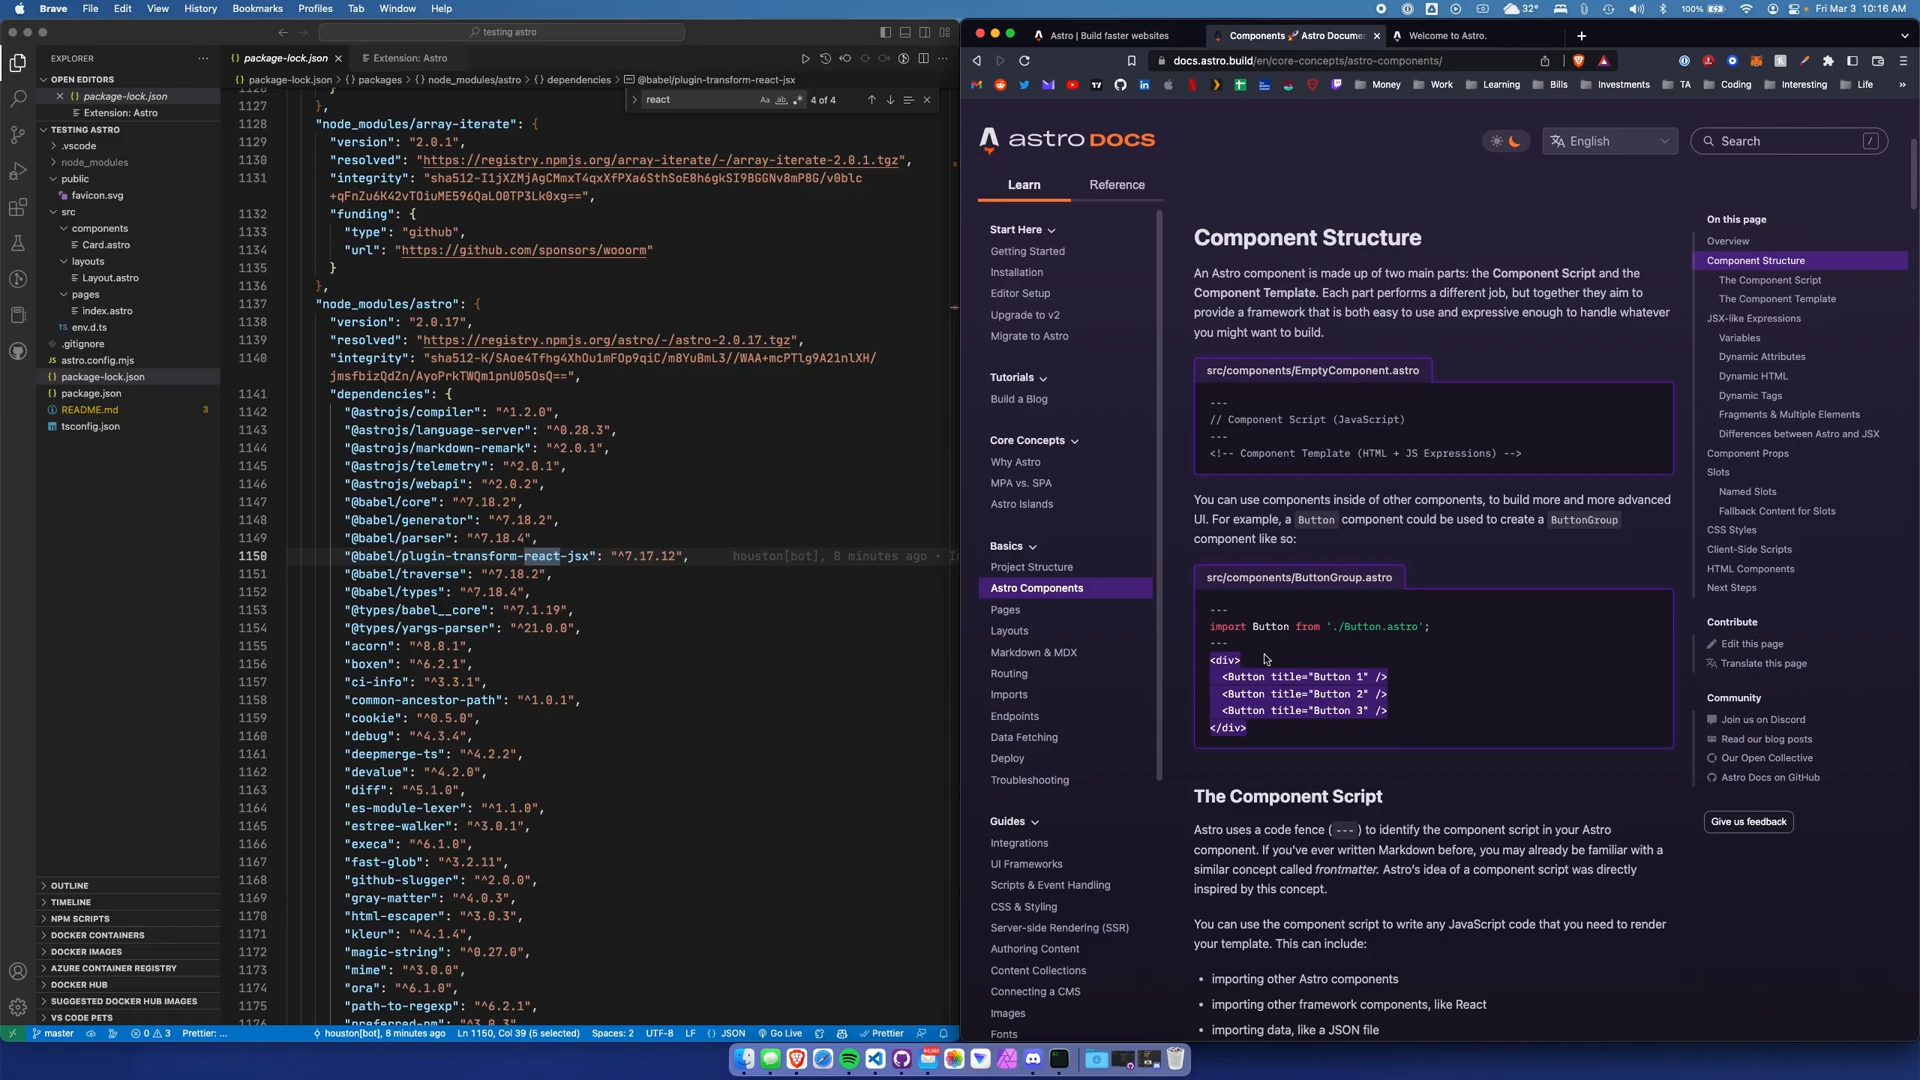 Brave File Edit View History Bookmarks Profiles Tab Window Help
32° 100% Fri Mar 3 10:16 AM
testing astro
EXPLORER
OPEN EDITORS
package-lock.json
Extension: Astro
TESTING ASTRO
.vscode
node_modules
public
favicon.svg
src
components
Card.astro
layouts
Layout.astro
pages
index.astro
env.d.ts
.gitignore
astro.config.mjs
package-lock.json
package.json
README.md 3
tsconfig.json
OUTLINE
TIMELINE
NPM SCRIPTS
DOCKER CONTAINERS
DOCKER IMAGES
AZURE CONTAINER REGISTRY
DOCKER HUB
SUGGESTED DOCKER HUB IMAGES
VS CODE PETS
package-lock.json
Extension: Astro
package-lock.json > {} packages > {} node_modules/astro > {} dependencies > @babel/plugin-transform-react-jsx
react Aa ab 4 of 4
1127 },
1128 "node_modules/array-iterate": {
1129 "version": "2.0.1",
1130 "resolved": "https://registry.npmjs.org/array-iterate/-/array-iterate-2.0.1.tgz",
1131 "integrity": "sha512-I1jXZMjAgCMmxT4qxXfPXa6SthSoE8h6gkSI9BGGNv8mP8G/v0blc
+qFnZu6K42vTOiuME596QaLO0TP3Lk0xg==",
1132 "funding": {
1133 "type": "github",
1134 "url": "https://github.com/sponsors/wooorm"
1135 }
1136 },
1137 "node_modules/astro": {
1138 "version": "2.0.17",
1139 "resolved": "https://registry.npmjs.org/astro/-/astro-2.0.17.tgz",
1140 "integrity": "sha512-K/SAoe4Tfhg4XhOu1mFOp9qiC/m8YuBmL3//WAA+mcPTlg9A21nlXH/
jmsfbizQdZn/AyoPrkTWQm1pnU05OsQ==",
1141 "dependencies": {
1142 "@astrojs/compiler": "^1.2.0",
1143 "@astrojs/language-server": "^0.28.3",
1144 "@astrojs/markdown-remark": "^2.0.1",
1145 "@astrojs/telemetry": "^2.0.1",
1146 "@astrojs/webapi": "^2.0.2",
1147 "@babel/core": "^7.18.2",
1148 "@babel/generator": "^7.18.2",
1149 "@babel/parser": "^7.18.4",
1150 "@babel/plugin-transform-react-jsx": "^7.17.12", houston[bot], 8 minutes ago •
1151 "@babel/traverse": "^7.18.2",
1152 "@babel/types": "^7.18.4",
1153 "@types/babel__core": "^7.1.19",
1154 "@types/yargs-parser": "^21.0.0",
1155 "acorn": "^8.8.1",
1156 "boxen": "^6.2.1",
1157 "ci-info": "^3.3.1",
1158 "common-ancestor-path": "^1.0.1",
1159 "cookie": "^0.5.0",
1160 "debug": "^4.3.4",
1161 "deepmerge-ts": "^4.2.2",
1162 "devalue": "^4.2.0",
1163 "diff": "^5.1.0",
1164 "es-module-lexer": "^1.1.0",
1165 "estree-walker": "^3.0.1",
1166 "execa": "^6.1.0",
1167 "fast-glob": "^3.2.11",
1168 "github-slugger": "^2.0.0",
1169 "gray-matter": "^4.0.3",
1170 "html-escaper": "^3.0.3",
1171 "kleur": "^4.1.4",
1172 "magic-string": "^0.27.0",
1173 "mime": "^3.0.0",
1174 "ora": "^6.1.0",
1175 "path-to-regexp": "^6.2.1",
master 0 3 Prettier: ... houston[bot], 8 minutes ago Ln 1150, Col 39 (5 selected) Spaces: 2 UTF-8 LF {} JSON Go Live Prettier
Astro | Build faster websites
Components 🚀 Astro Documen
Welcome to Astro.
docs.astro.build/en/core-concepts/astro-components/
Money Work Learning Bills Investments TA Coding Interesting Life
astro DOCS
English
Search /
Learn
Reference
Start Here
Getting Started
Installation
Editor Setup
Upgrade to v2
Migrate to Astro
Tutorials
Build a Blog
Core Concepts
Why Astro
MPA vs. SPA
Astro Islands
Basics
Project Structure
Astro Components
Pages
Layouts
Markdown & MDX
Routing
Imports
Endpoints
Data Fetching
Deploy
Troubleshooting
Guides
Integrations
UI Frameworks
Scripts & Event Handling
CSS & Styling
Server-side Rendering (SSR)
Authoring Content
Content Collections
Connecting a CMS
Images
Fonts
Component Structure
An Astro component is made up of two main parts: the Component Script and the
Component Template. Each part performs a different job, but together they aim to
provide a framework that is both easy to use and expressive enough to handle whatever
you might want to build.
src/components/EmptyComponent.astro
---
// Component Script (JavaScript)
---
<!-- Component Template (HTML + JS Expressions) -->
You can use components inside of other components, to build more and more advanced
UI. For example, a Button component could be used to create a ButtonGroup
component like so:
src/components/ButtonGroup.astro
---
import Button from './Button.astro';
---
<div>
<Button title="Button 1" />
<Button title="Button 2" />
<Button title="Button 3" />
</div>
The Component Script
Astro uses a code fence (---) to identify the component script in your Astro
component. If you've ever written Markdown before, you may already be familiar with a
similar concept called frontmatter. Astro's idea of a component script was directly
inspired by this concept.
You can use the component script to write any JavaScript code that you need to render
your template. This can include:
• importing other Astro components
• importing other framework components, like React
• importing data, like a JSON file
On this page
Overview
Component Structure
The Component Script
The Component Template
JSX-like Expressions
Variables
Dynamic Attributes
Dynamic HTML
Dynamic Tags
Fragments & Multiple Elements
Differences between Astro and JSX
Component Props
Slots
Named Slots
Fallback Content for Slots
CSS Styles
Client-Side Scripts
HTML Components
Next Steps
Contribute
Edit this page
Translate this page
Community
Join us on Discord
Read our blog posts
Our Open Collective
Astro Docs on GitHub
Give us feedback